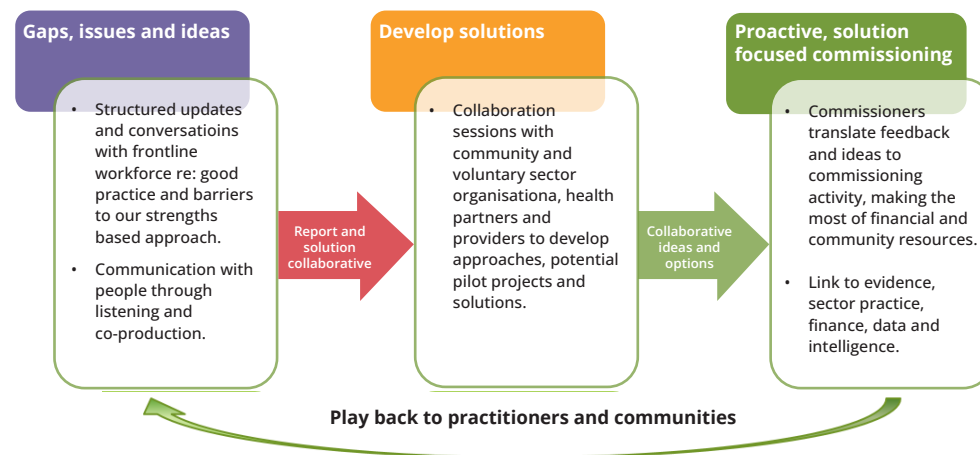 Gaps, issues and ideas
• Structured updates
and conversatioins
with frontline
workforce re: good
practice and barriers
to our strengths
based approach.
• Communication with
people through
listening and
co-production.
Report and
solution
collaborative
Develop solutions
• Collaboration
sessions with
community and
voluntary sector
organisationa, health
partners and
providers to develop
approaches, potential
pilot projects and
solutions.
Collaborative
ideas and
options
Proactive, solution
focused commissioning
• Commissioners
translate feedback
and ideas to
commissioning
activity, making the
most of financial and
community resources.
• Link to evidence,
sector practice,
finance, data and
intelligence.
Play back to practitioners and communities